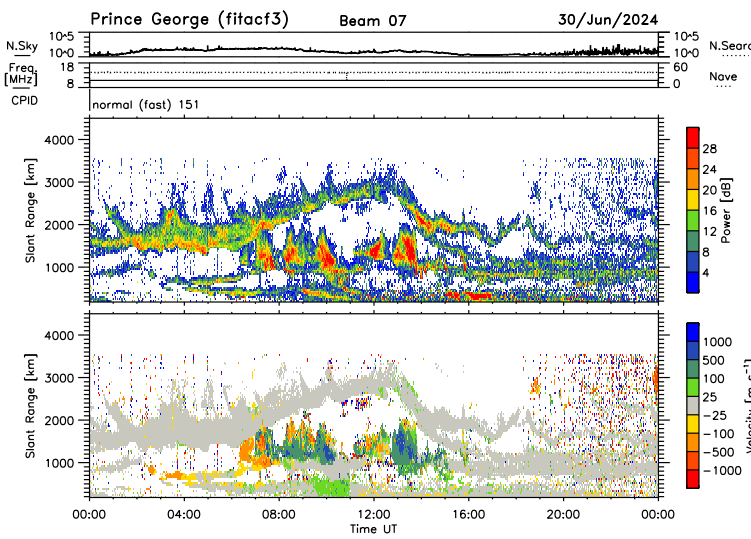 Prince George (fitacf3) Beam 07 30/Jun/2024
N.Sky 10^5 10^0 10^5 10^0 N.Sear
Freq [MHz] 18 8 60 0 Nave
CPID normal (fast) 151
Slant Range [km] 4000 3000 2000 1000
Power [dB] 28 24 20 16 12 8 4
Slant Range [km] 4000 3000 2000 1000
Velocity [m s⁻¹] 1000 500 100 25 −25 −100 −500 −1000
00:00 04:00 08:00 12:00 16:00 20:00 00:00
Time UT